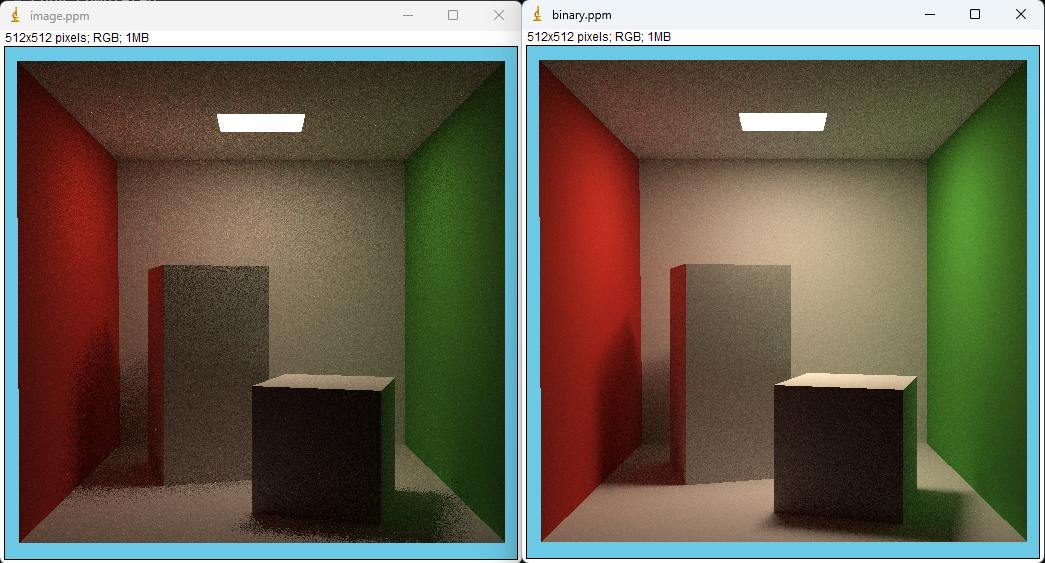 image.ppm
512x512 pixels; RGB; 1MB
binary.ppm
512x512 pixels; RGB; 1MB